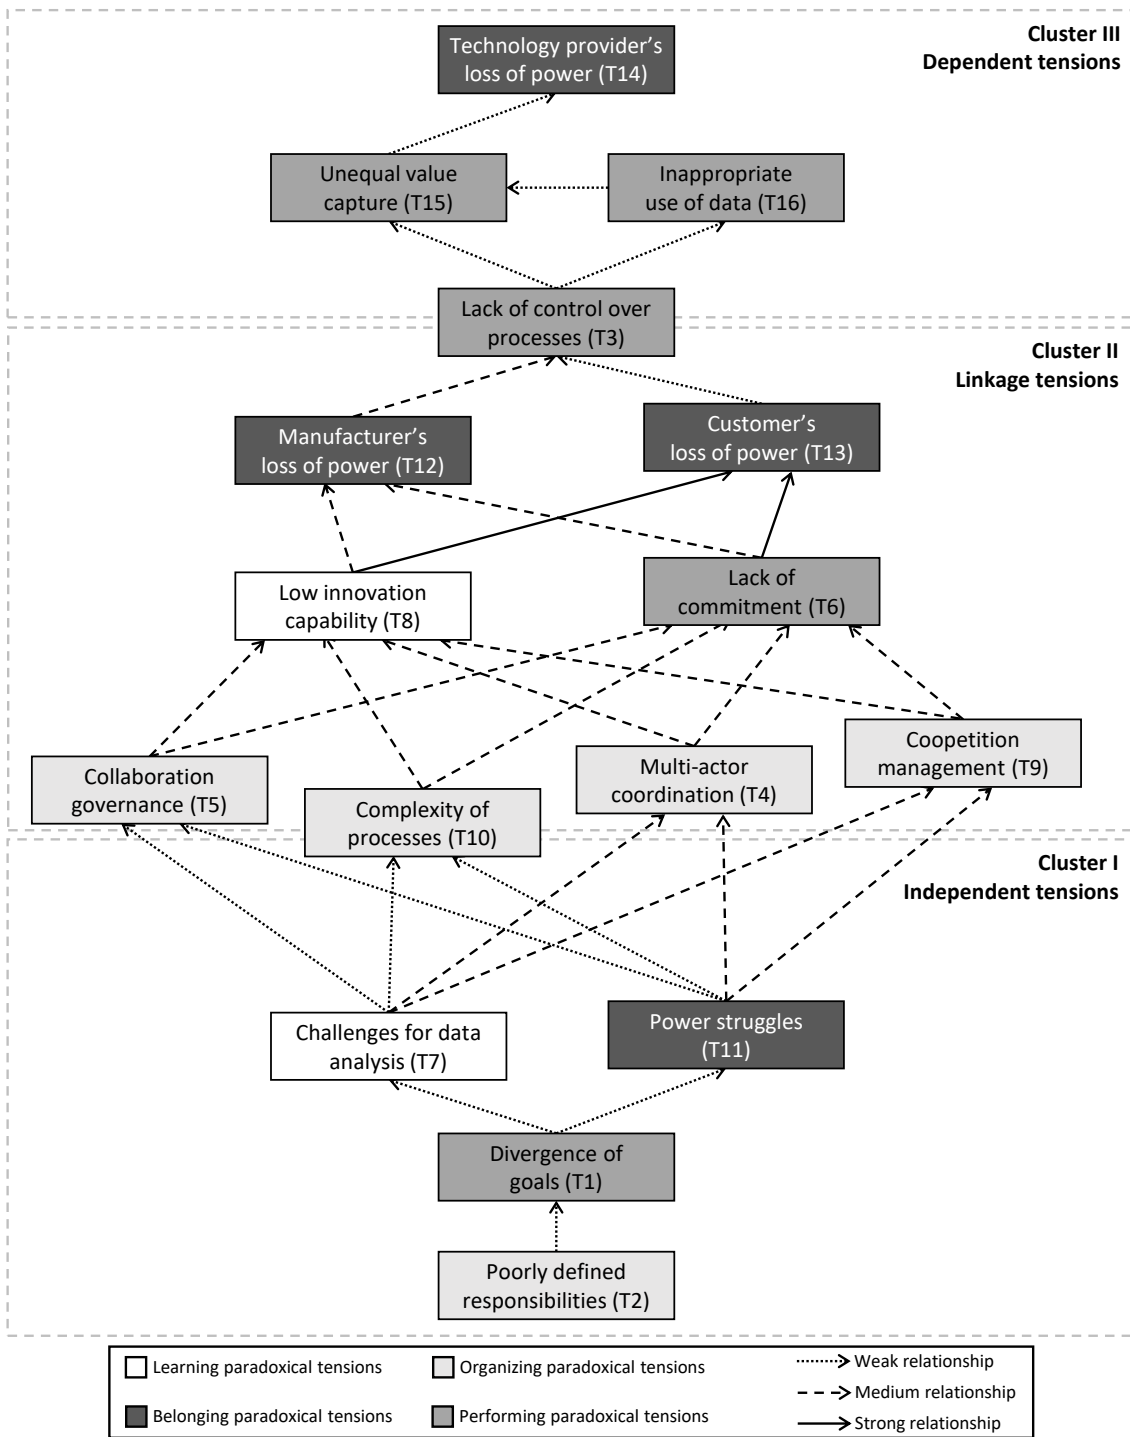 Cluster III
Dependent tensions
Technology provider's
loss of power (T14)
Unequal value
capture (T15)
Inappropriate
use of data (T16)
Lack of control over
processes (T3)
Cluster II
Linkage tensions
Manufacturer's
loss of power (T12)
Customer's
loss of power (T13)
Low innovation
capability (T8)
Lack of
commitment (T6)
Collaboration
governance (T5)
Complexity of
processes (T10)
Multi-actor
coordination (T4)
Coopetition
management (T9)
Cluster I
Independent tensions
Challenges for data
analysis (T7)
Power struggles
(T11)
Divergence of
goals (T1)
Poorly defined
responsibilities (T2)
Learning paradoxical tensions
Organizing paradoxical tensions
Weak relationship
Medium relationship
Belonging paradoxical tensions
Performing paradoxical tensions
Strong relationship